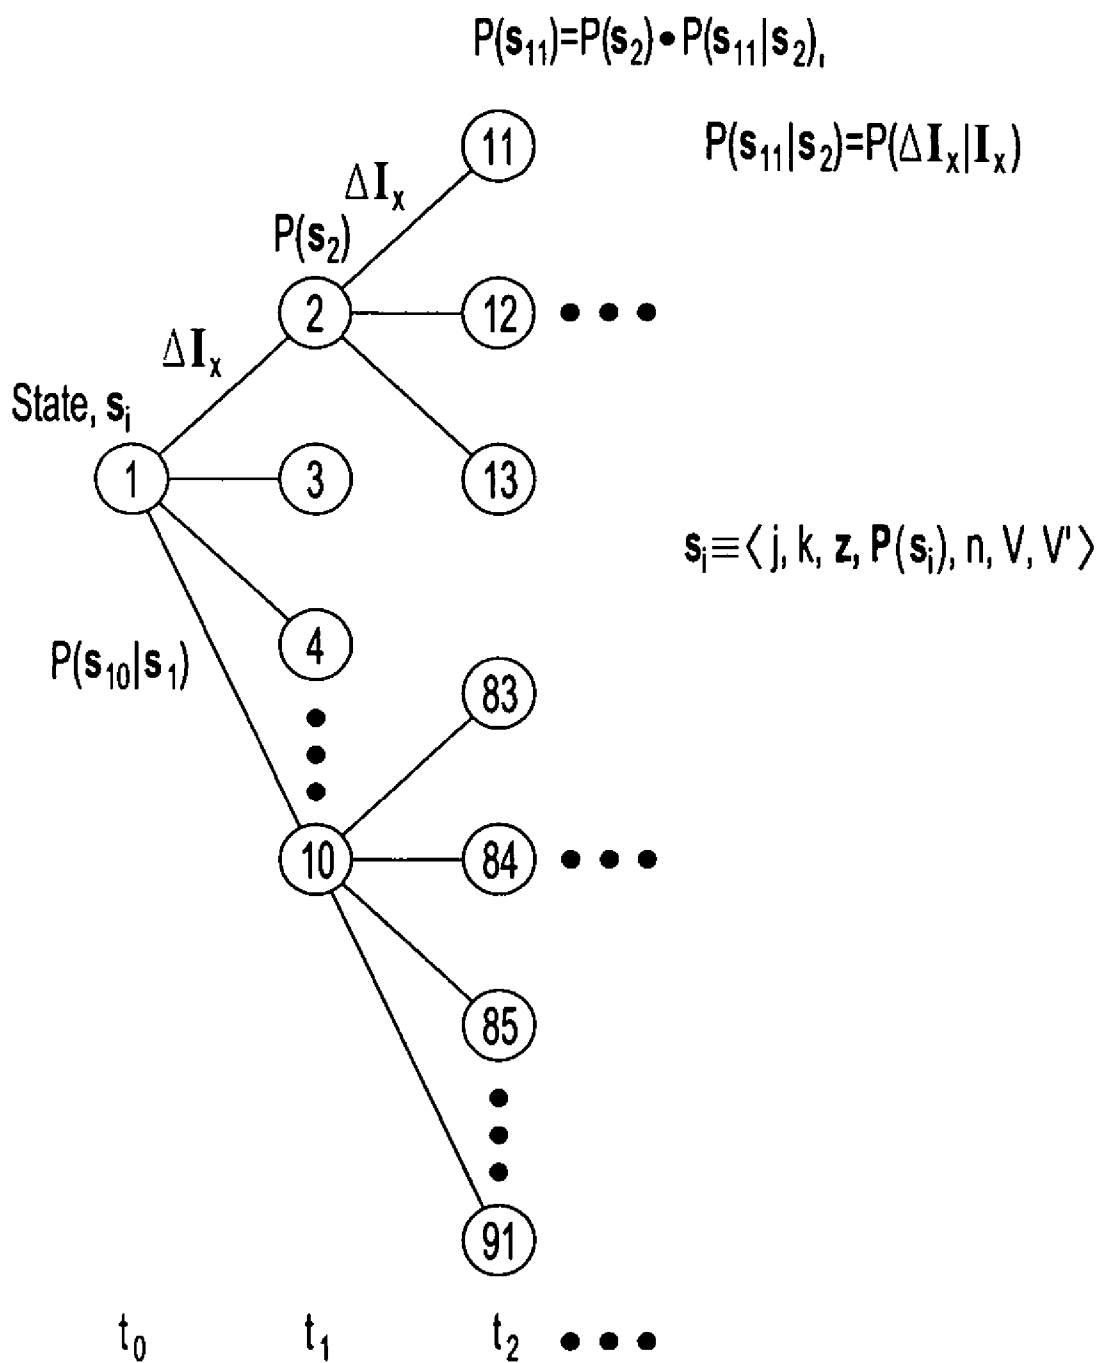 P(s₁₁)=P(s₂)•P(s₁₁|s₂),
P(s₁₁|s₂)=P(ΔIₓ|Iₓ)
11
ΔIₓ
P(s₂)
2
12 • • •
ΔIₓ
State, sᵢ
1
3
13
sᵢ≡⟨ j, k, z, P(sᵢ), n, V, V' ⟩
4
P(s₁₀|s₁)
83
10
84 • • •
85
91
t₀ t₁ t₂ • • •